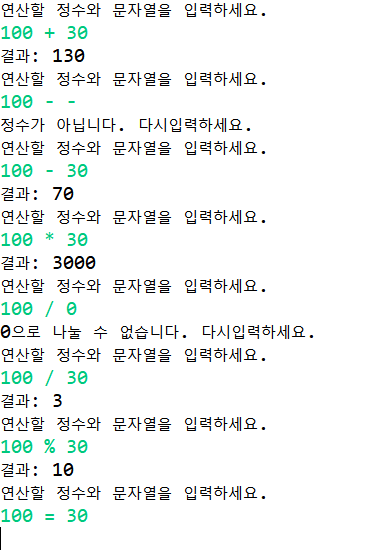 연산할 정수와 문자열을 입력하세요.
100 + 30
결과: 130
연산할 정수와 문자열을 입력하세요.
100 - -
정수가 아닙니다. 다시입력하세요.
연산할 정수와 문자열을 입력하세요.
100 - 30
결과: 70
연산할 정수와 문자열을 입력하세요.
100 * 30
결과: 3000
연산할 정수와 문자열을 입력하세요.
100 / 0
0으로 나눌 수 없습니다. 다시입력하세요.
연산할 정수와 문자열을 입력하세요.
100 / 30
결과: 3
연산할 정수와 문자열을 입력하세요.
100 % 30
결과: 10
연산할 정수와 문자열을 입력하세요.
100 = 30